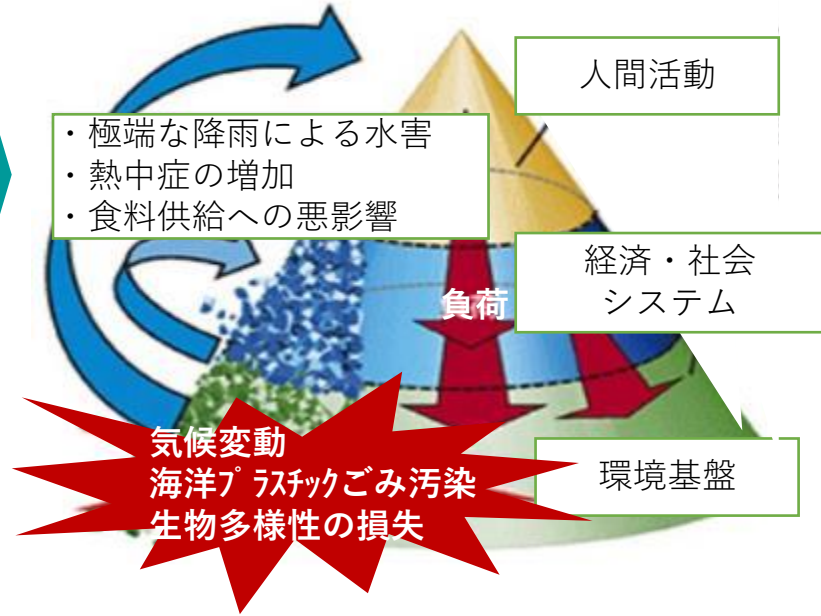 人間活動
・極端な降雨による水害
・熱中症の増加
・食料供給への悪影響
経済・社会
システム
負荷
気候変動
海洋ﾌﾟﾗｽﾁｯｸごみ汚染
生物多様性の損失
環境基盤